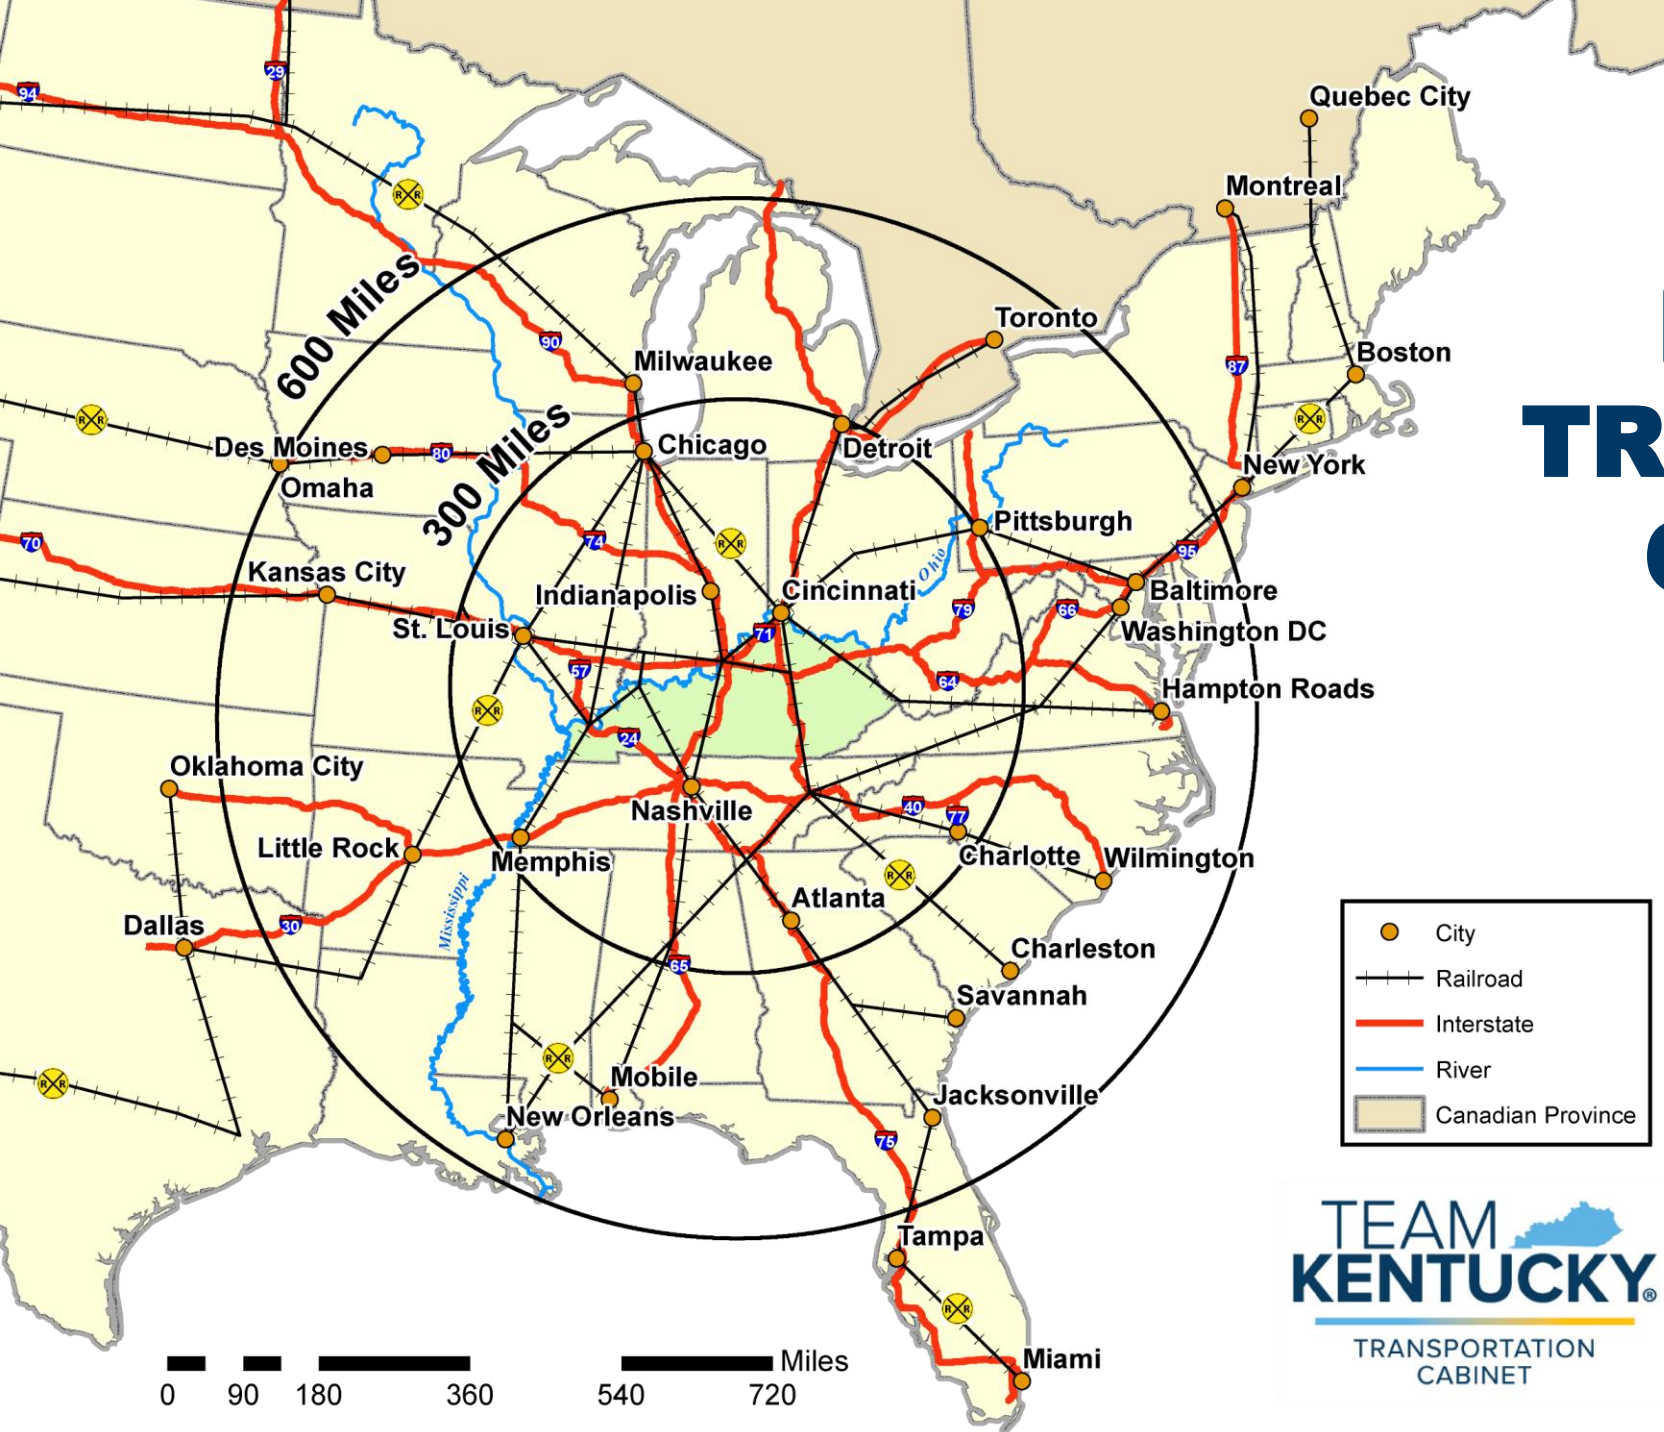 29
94
Quebec City
Montreal
600 Miles
Toronto
90
Milwaukee
Boston
87
TR
Des Moines
80
300 Miles
Chicago
Detroit
New York
Omaha
Pittsburgh
70
74
95
Ohio
Kansas City
Indianapolis
Cincinnati
79
66
Baltimore
St. Louis
71
Washington DC
57
64
Hampton Roads
24
Oklahoma City
40
77
Nashville
Little Rock
Memphis
Charlotte
Wilmington
Mississippi
Atlanta
Dallas
30
65
Charleston
Savannah
Mobile
New Orleans
Jacksonville
75
Tampa
Miami
R R
R R
R R
R R
R R
R R
R R
R R
R R
City
Railroad
Interstate
River
Canadian Province
Miles
0 90 180 360 540 720
TEAM
KENTUCKY®
TRANSPORTATION
CABINET